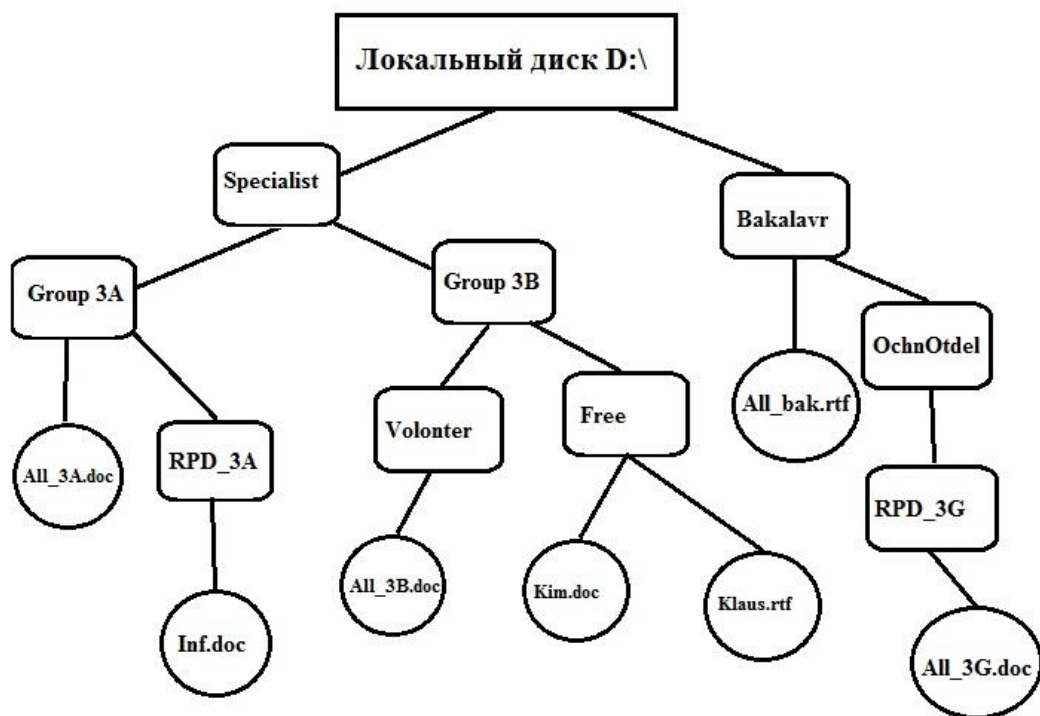 Локальный диск D:\
Specialist
Bakalavr
Group 3A
Group 3B
OchnOtdel
All_bak.rtf
Volonter
Free
All_3A.doc
RPD_3A
RPD_3G
All_3B.doc
Kim.doc
Klaus.rtf
Inf.doc
All_3G.doc